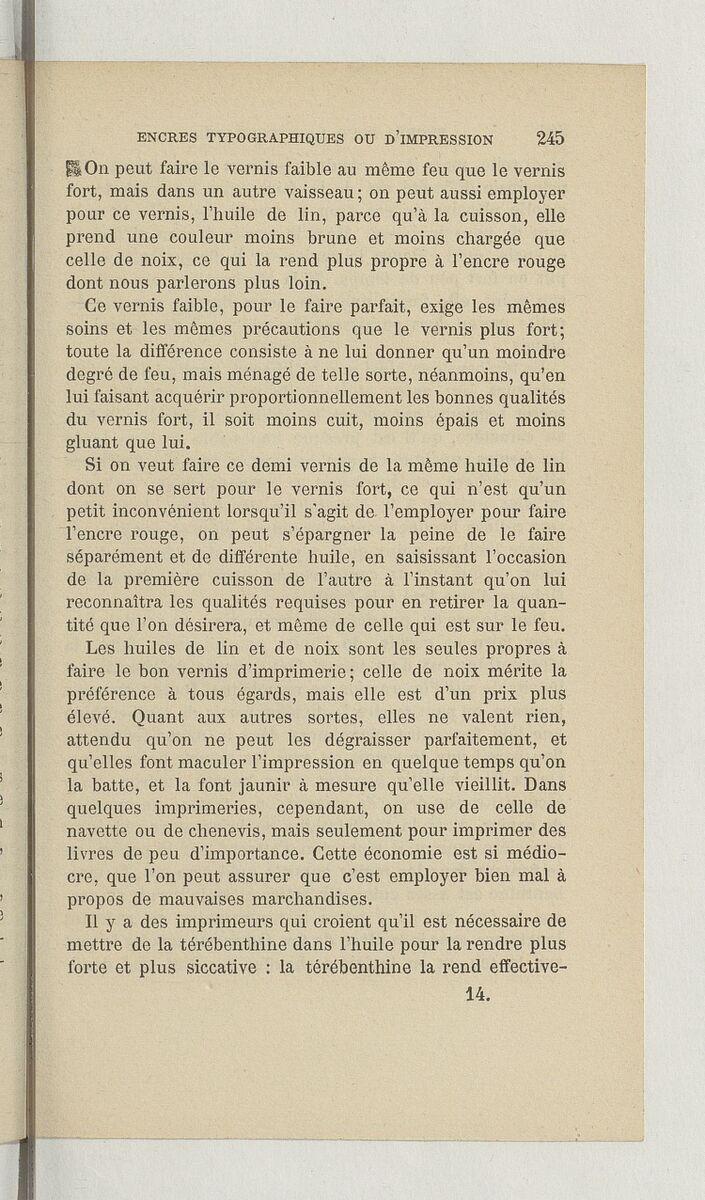 ENCRES TYPOGRAPHIQUES OU D'IMPRESSION 245
On peut faire le vernis faible au même feu que le vernis
fort, mais dans un autre vaisseau; on peut aussi employer
pour ce vernis, l'huile de lin, parce qu'à la cuisson, elle
prend une couleur moins brune et moins chargée que
celle de noix, ce qui la rend plus propre à l'encre rouge
dont nous parlerons plus loin.
Ce vernis faible, pour le faire parfait, exige les mêmes
soins et les mêmes précautions que le vernis plus fort;
toute la différence consiste à ne lui donner qu'un moindre
degré de feu, mais ménagé de telle sorte, néanmoins, qu'en
lui faisant acquérir proportionnellement les bonnes qualités
du vernis fort, il soit moins cuit, moins épais et moins
gluant que lui.
Si on veut faire ce demi vernis de la même huile de lin
dont on se sert pour le vernis fort, ce qui n'est qu'un
petit inconvénient lorsqu'il s'agit de l'employer pour faire
l'encre rouge, on peut s'épargner la peine de le faire
séparément et de différente huile, en saisissant l'occasion
de la première cuisson de l'autre à l'instant qu'on lui
reconnaîtra les qualités requises pour en retirer la quan-
tité que l'on désirera, et même de celle qui est sur le feu.
Les huiles de lin et de noix sont les seules propres à
faire le bon vernis d'imprimerie; celle de noix mérite la
préférence à tous égards, mais elle est d'un prix plus
élevé. Quant aux autres sortes, elles ne valent rien,
attendu qu'on ne peut les dégraisser parfaitement, et
qu'elles font maculer l'impression en quelque temps qu'on
la batte, et la font jaunir à mesure qu'elle vieillit. Dans
quelques imprimeries, cependant, on use de celle de
navette ou de chenevis, mais seulement pour imprimer des
livres de peu d'importance. Cette économie est si médio-
cre, que l'on peut assurer que c'est employer bien mal à
propos de mauvaises marchandises.
Il y a des imprimeurs qui croient qu'il est nécessaire de
mettre de la térébenthine dans l'huile pour la rendre plus
forte et plus siccative : la térébenthine la rend effective-
14.